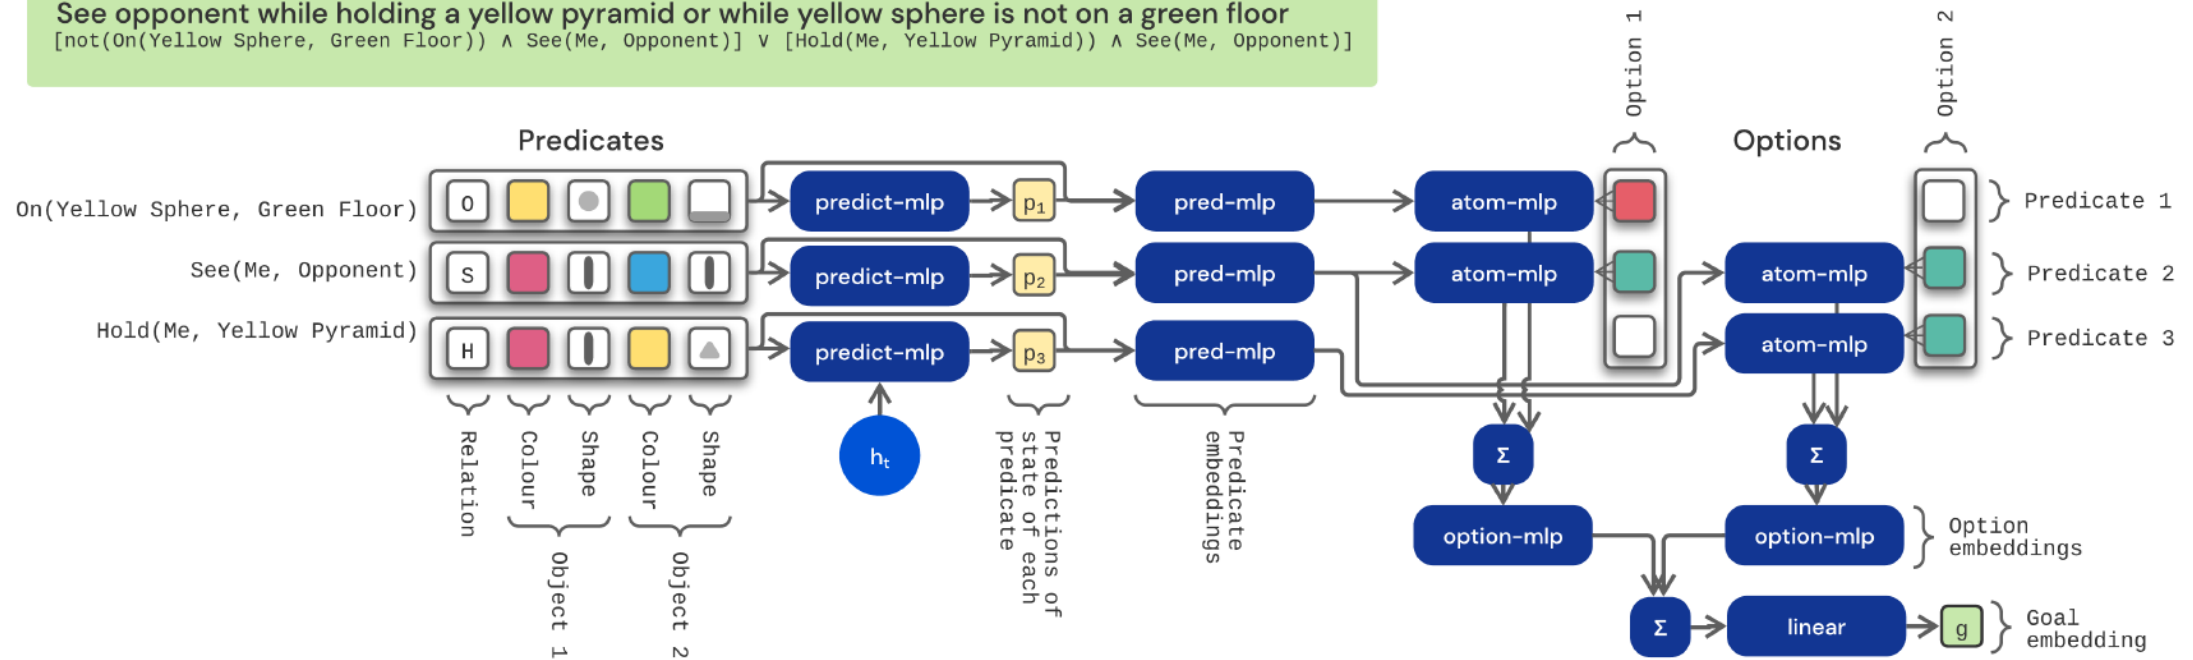 See opponent while holding a yellow pyramid or while yellow sphere is not on a green floor
[not(On(Yellow Sphere, Green Floor)) ∧ See(Me, Opponent)] ∨ [Hold(Me, Yellow Pyramid)) ∧ See(Me, Opponent)]
Option 1
Option 2
Predicates
Options
On(Yellow Sphere, Green Floor)
O
predict-mlp
p₁
pred-mlp
atom-mlp
Predicate 1
See(Me, Opponent)
S
predict-mlp
p₂
pred-mlp
atom-mlp
atom-mlp
Predicate 2
Hold(Me, Yellow Pyramid)
H
predict-mlp
p₃
pred-mlp
atom-mlp
Predicate 3
Relation
Colour
Shape
Colour
Shape
Object 1
Object 2
hₜ
Predictions of
state of each
predicate
Predicate
embeddings
Σ
Σ
option-mlp
option-mlp
Option
embeddings
Σ
linear
g
Goal
embedding